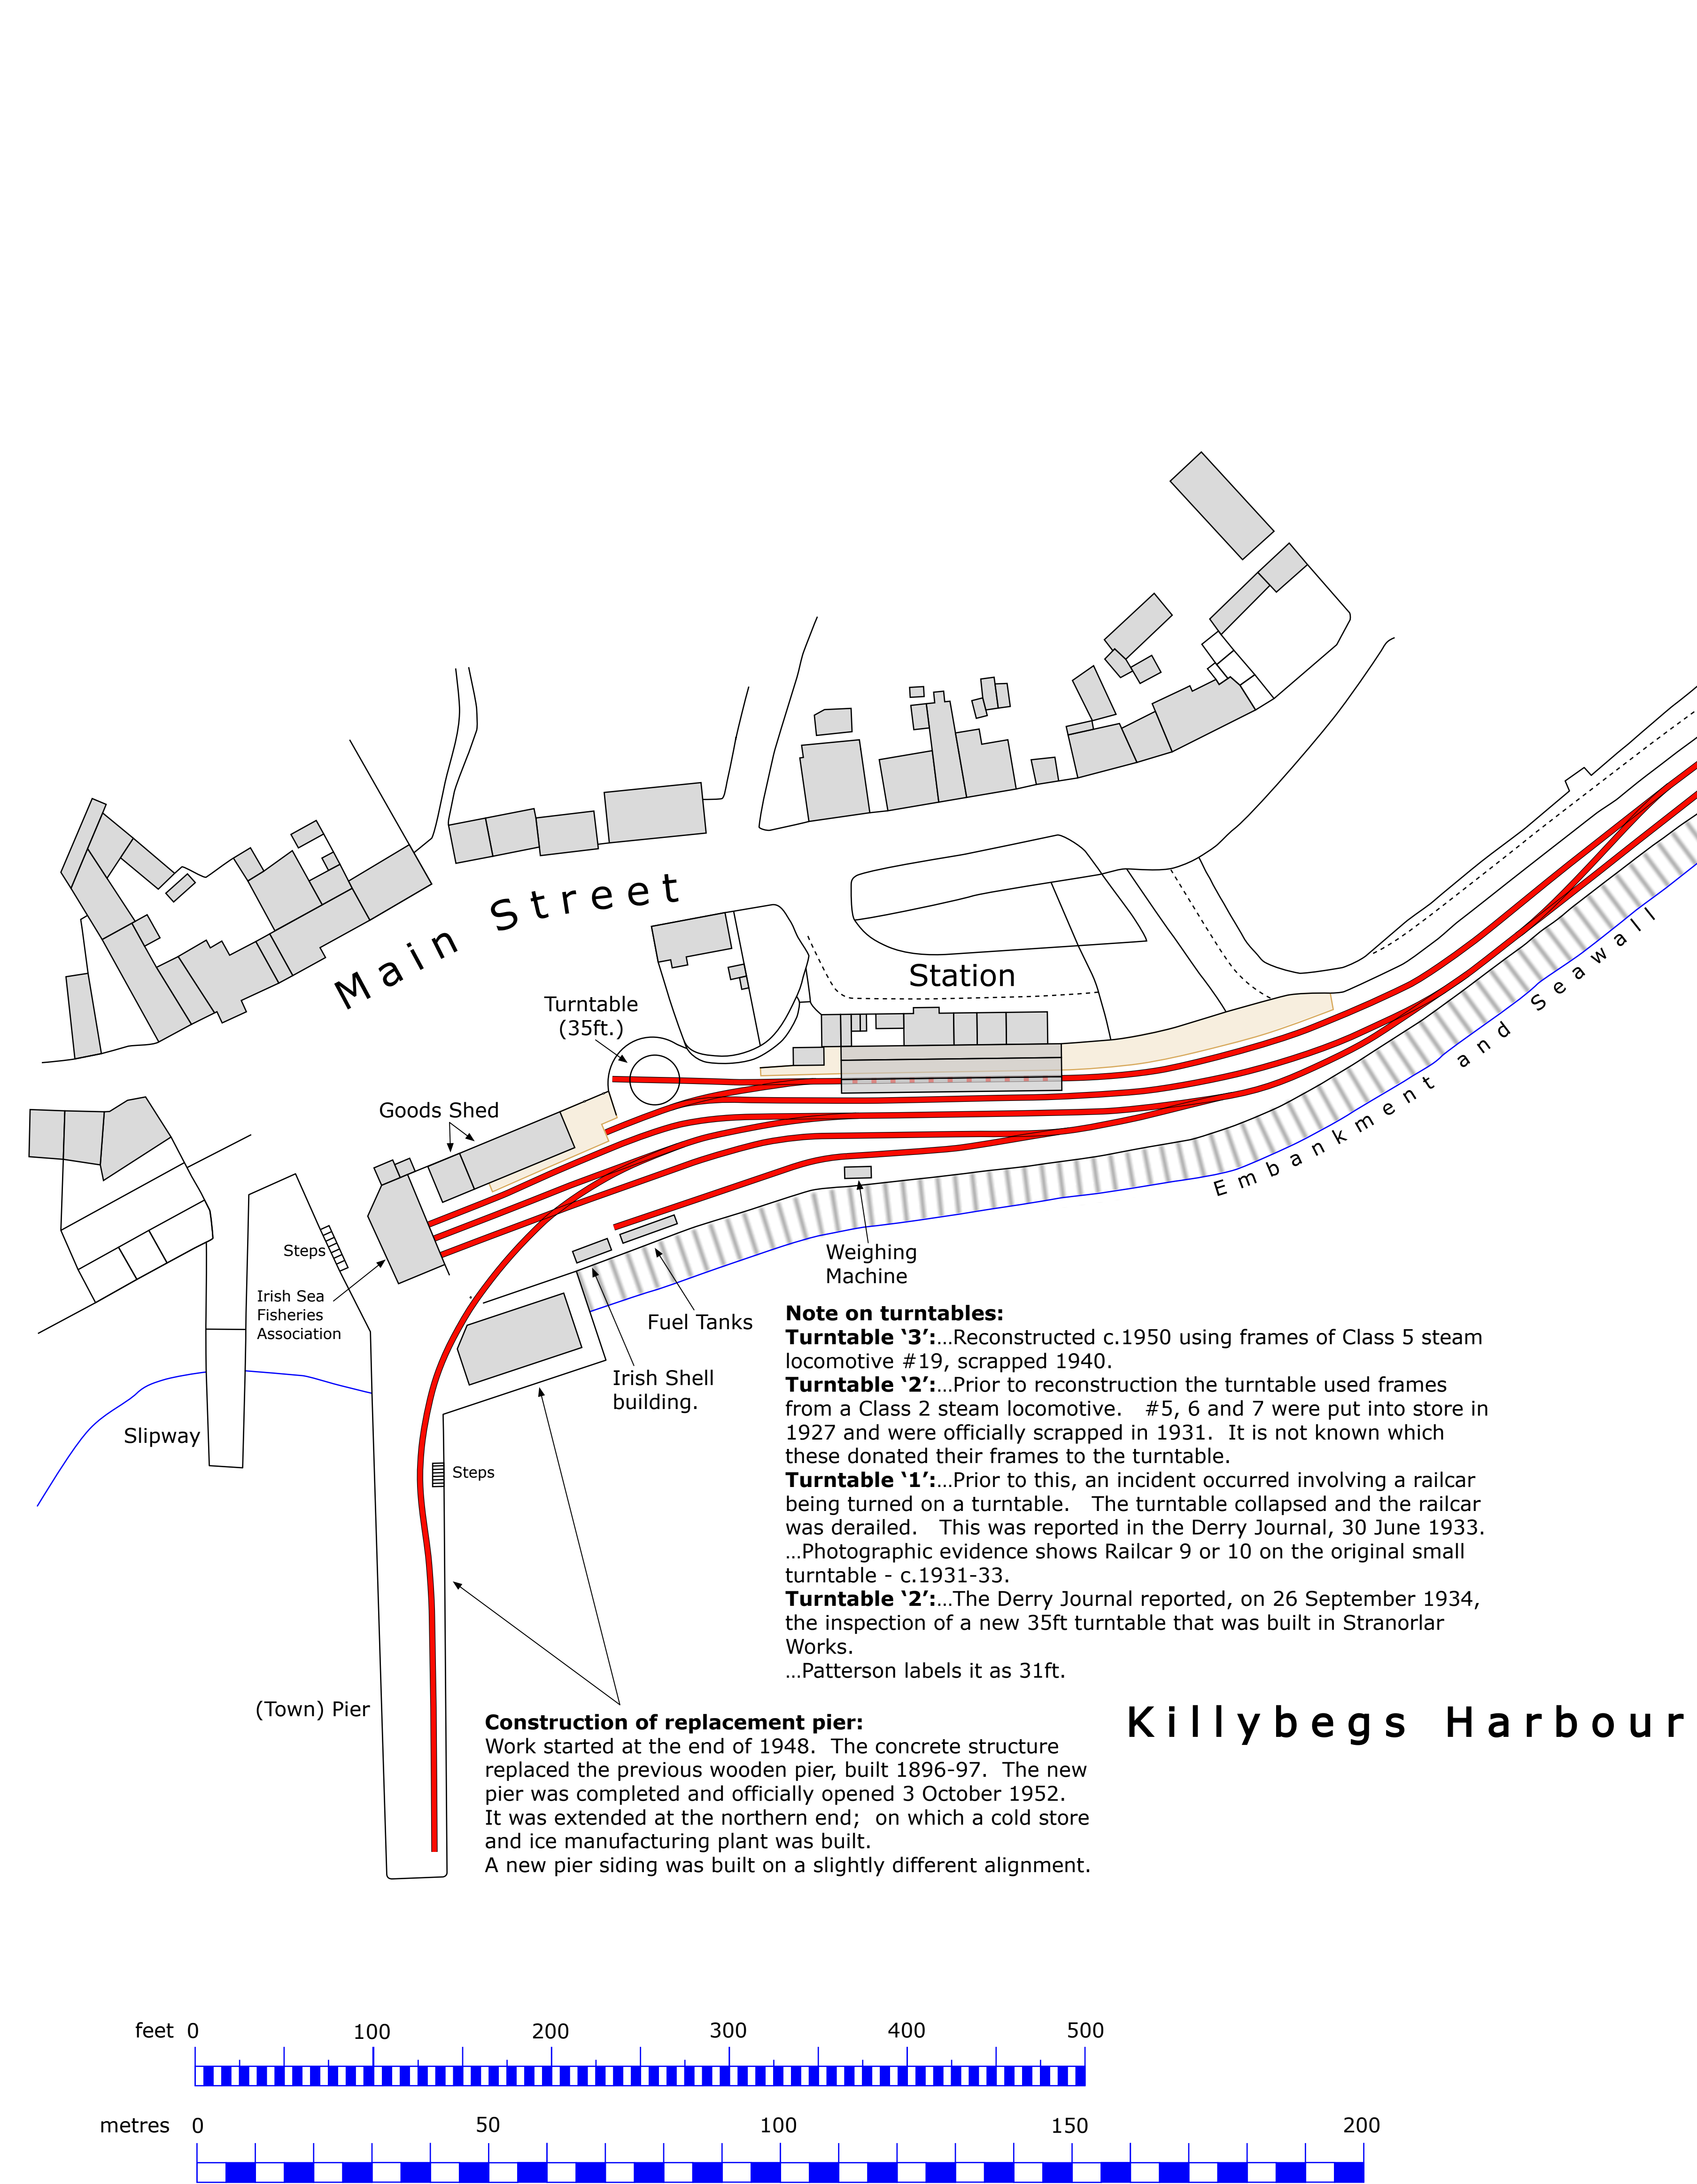 Main Street
Station
Turntable
(35ft.)
Goods Shed
Embankment and Seawall
Steps
Irish Sea
Fisheries
Association
Weighing
Machine
Fuel Tanks
Irish Shell
building.
Slipway
Steps
Note on turntables:
Turntable ‘3’:...Reconstructed c.1950 using frames of Class 5 steam
locomotive #19, scrapped 1940.
Turntable ‘2’:...Prior to reconstruction the turntable used frames
from a Class 2 steam locomotive.   #5, 6 and 7 were put into store in
1927 and were officially scrapped in 1931.  It is not known which
these donated their frames to the turntable.
Turntable ‘1’:...Prior to this, an incident occurred involving a railcar
being turned on a turntable.   The turntable collapsed and the railcar
was derailed.   This was reported in the Derry Journal, 30 June 1933.
...Photographic evidence shows Railcar 9 or 10 on the original small
turntable - c.1931-33.
Turntable ‘2’:...The Derry Journal reported, on 26 September 1934,
the inspection of a new 35ft turntable that was built in Stranorlar
Works.
...Patterson labels it as 31ft.
(Town) Pier
Killybegs Harbour
Construction of replacement pier:
Work started at the end of 1948.  The concrete structure
replaced the previous wooden pier, built 1896-97.  The new
pier was completed and officially opened 3 October 1952.
It was extended at the northern end;  on which a cold store
and ice manufacturing plant was built.
A new pier siding was built on a slightly different alignment.
feet 0 100 200 300 400 500
metres 0 50 100 150 200